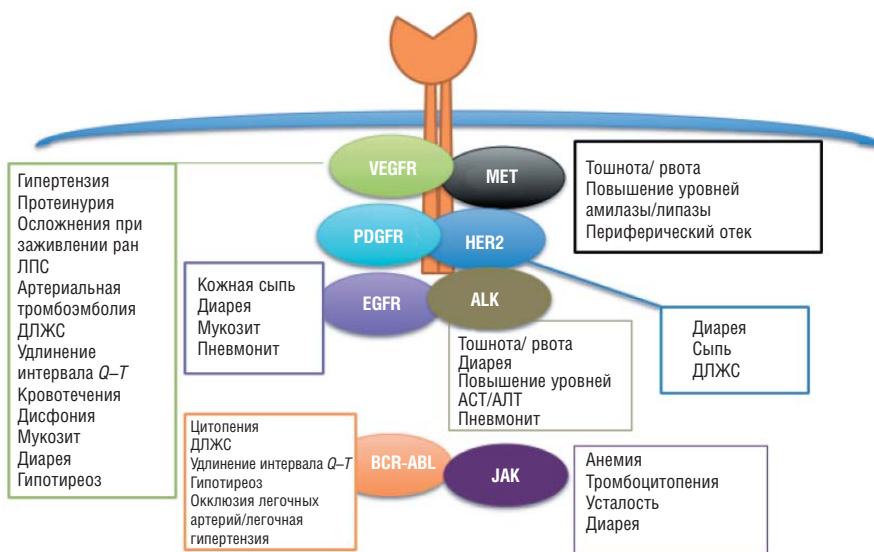 VEGFR
MET
PDGFR
HER2
EGFR
ALK
BCR-ABL
JAK
Гипертензия
Протеинурия
Осложнения при
заживлении ран
ЛПС
Артериальная
тромбоэмболия
ДЛЖС
Удлинение
интервала Q–T
Кровотечения
Дисфония
Мукозит
Диарея
Гипотиреоз
Тошнота/ рвота
Повышение уровней
амилазы/липазы
Периферический отек
Кожная сыпь
Диарея
Мукозит
Пневмонит
Тошнота/ рвота
Диарея
Повышение уровней
АСТ/АЛТ
Пневмонит
Диарея
Сыпь
ДЛЖС
Цитопения
ДЛЖС
Удлинение интервала Q–T
Гипотиреоз
Окклюзия легочных
артерий/легочная
гипертензия
Анемия
Тромбоцитопения
Усталость
Диарея